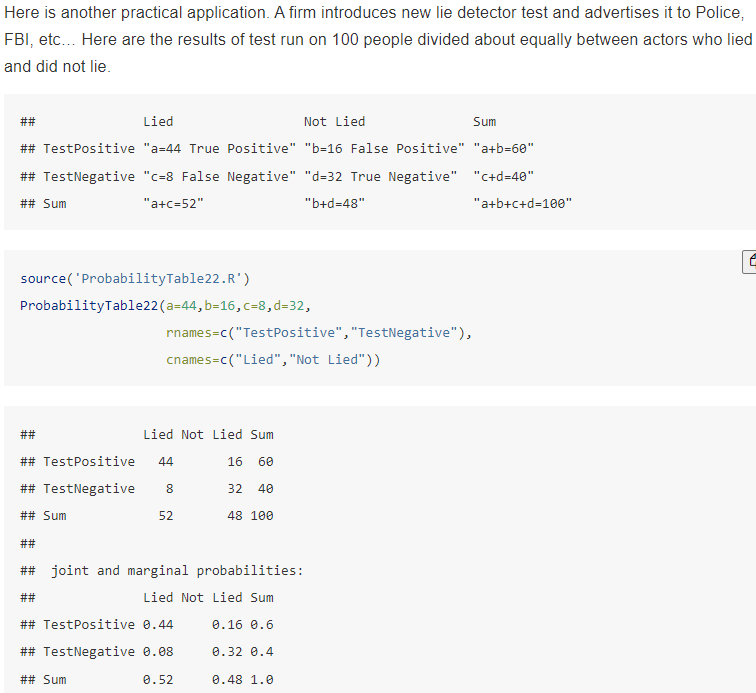 Here is another practical application. A firm introduces new lie detector test and advertises it to Police,
FBI, etc... Here are the results of test run on 100 people divided about equally between actors who lied
and did not lie.
##              Lied                 Not Lied              Sum
## TestPositive "a=44 True Positive" "b=16 False Positive" "a+b=60"
## TestNegative "c=8 False Negative" "d=32 True Negative"  "c+d=40"
## Sum          "a+c=52"             "b+d=48"              "a+b+c+d=100"
source('ProbabilityTable22.R')
ProbabilityTable22(a=44,b=16,c=8,d=32,
                   rnames=c("TestPositive","TestNegative"),
                   cnames=c("Lied","Not Lied"))
##              Lied Not Lied Sum
## TestPositive   44       16  60
## TestNegative    8       32  40
## Sum            52       48 100
##
##  joint and marginal probabilities:
##              Lied Not Lied Sum
## TestPositive 0.44     0.16 0.6
## TestNegative 0.08     0.32 0.4
## Sum          0.52     0.48 1.0